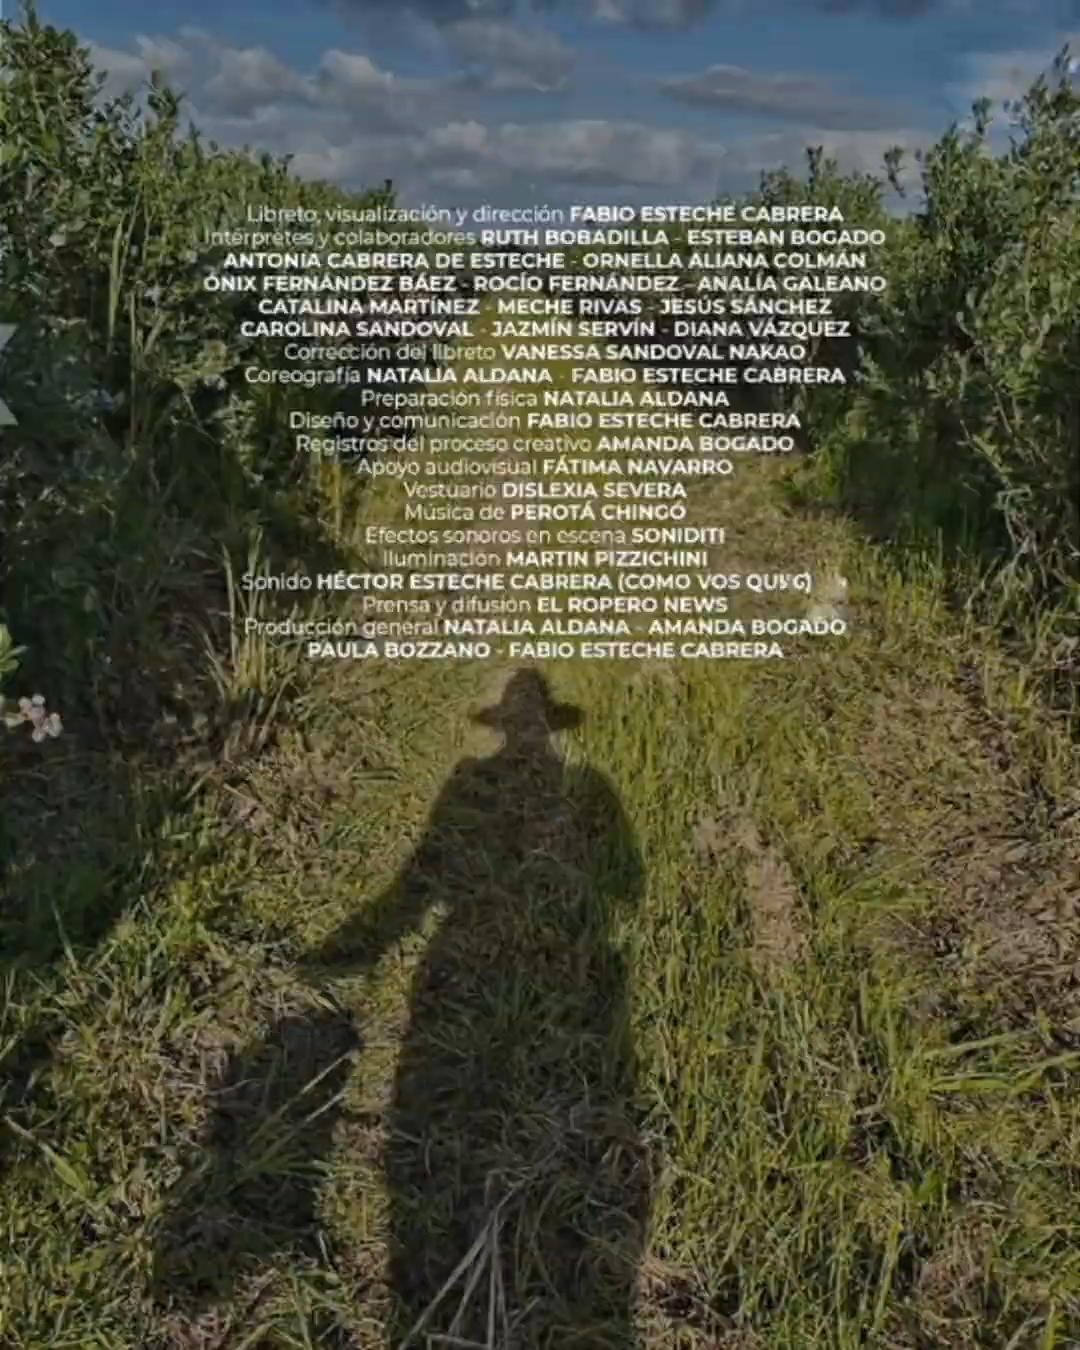 Libreto, visualización y dirección FABIO ESTECHE CABRERA
Intérpretes y colaboradores RUTH BOBADILLA - ESTEBAN BOGADO
ANTONIA CABRERA DE ESTECHE - ORNELLA ALIANA COLMÁN
ÓNIX FERNÁNDEZ BÁEZ - ROCÍO FERNÁNDEZ - ANALÍA GALEANO
CATALINA MARTÍNEZ - MECHE RIVAS - JESÚS SÁNCHEZ
CAROLINA SANDOVAL - JAZMÍN SERVÍN - DIANA VÁZQUEZ
Corrección del libreto VANESSA SANDOVAL NAKAO
Coreografía NATALIA ALDANA - FABIO ESTECHE CABRERA
Preparación física NATALIA ALDANA
Diseño y comunicación FABIO ESTECHE CABRERA
Registros del proceso creativo AMANDA BOGADO
Apoyo audiovisual FÁTIMA NAVARRO
Vestuario DISLEXIA SEVERA
Música de PEROTÁ CHINGÓ
Efectos sonoros en escena SONIDITI
Iluminación MARTIN PIZZICHINI
Sonido HÉCTOR ESTECHE CABRERA (COMO VOS
Prensa y difusión EL ROPERO NEWS
Producción general NATALIA ALDANA - AMANDA BOGADO
PAULA BOZZANO - FABIO ESTECHE CABRERA